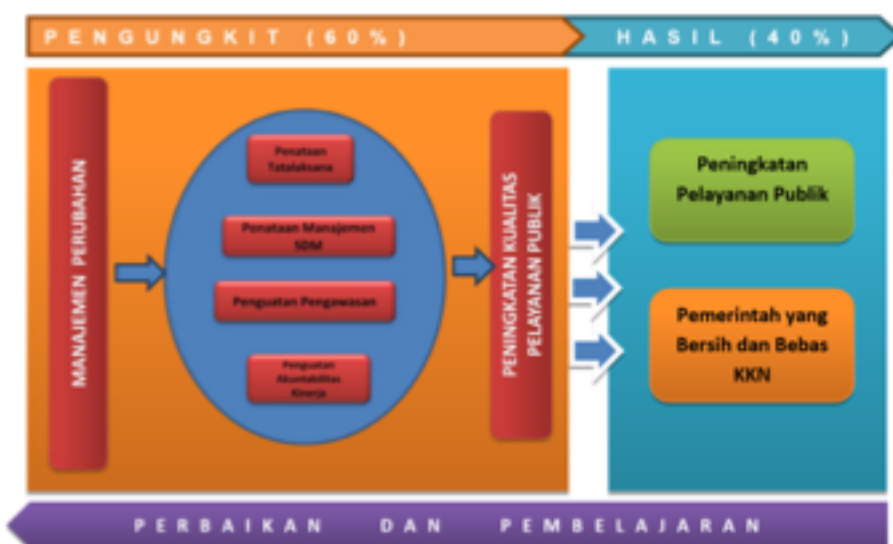 PENGUNGKIT (60%)
HASIL (40%)
MANAJEMEN PERUBAHAN
Penataan
Tatalaksana
Penataan Manajemen
SDM
Penguatan Pengawasan
Penguatan
Akuntabilitas
Kinerja
PENINGKATAN KUALITAS
PELAYANAN PUBLIK
Peningkatan
Pelayanan Publik
Pemerintah yang
Bersih dan Bebas
KKN
PERBAIKAN DAN PEMBELAJARAN